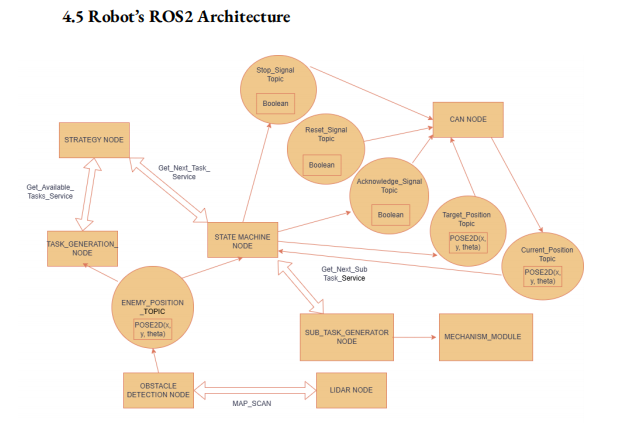 4.5 Robot's ROS2 Architecture
Stop_Signal
Topic
Boolean
CAN NODE
Reset_Signal
Topic
Boolean
STRATEGY NODE
Get_Next_Task_
Service
Acknowledge_Signal
Topic
Boolean
Get_Available_
Tasks_Service
Target_Position
Topic
POSE2D(x,
y, theta)
STATE MACHINE
NODE
TASK_GENERATION_
NODE
Current_Position
Topic
POSE2D(x,
y, theta)
Get_Next_Sub
Task_Service
ENEMY_POSITION
_TOPIC
POSE2D(x,
y, theta)
SUB_TASK_GENERATOR
NODE
MECHANISM_MODULE
OBSTACLE
DETECTION NODE
MAP_SCAN
LIDAR NODE